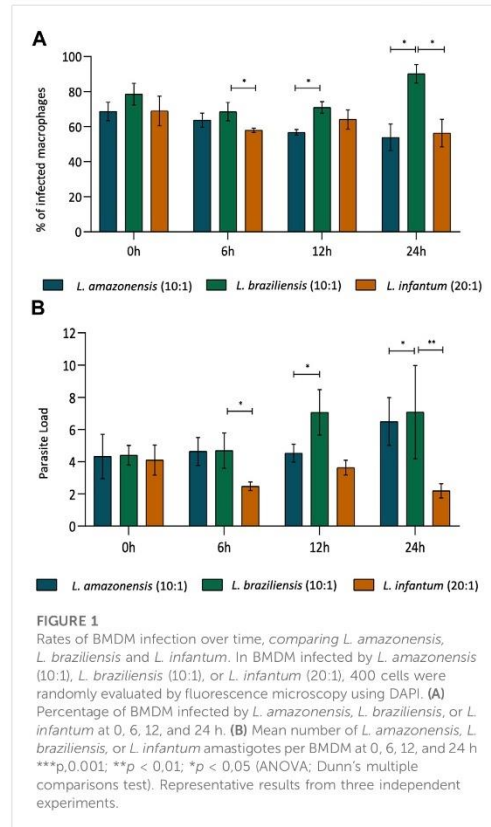 A
% of infected macrophages
100
80
60
40
20
0
*
*
*
*
0h
6h
12h
24h
L. amazonensis (10:1)
L. braziliensis (10:1)
L. infantum (20:1)
B
Parasite Load
12
10
8
6
4
2
0
*
*
*
**
0h
6h
12h
24h
L. amazonensis (10:1)
L. braziliensis (10:1)
L. infantum (20:1)
FIGURE 1
Rates of BMDM infection over time, comparing L. amazonensis,
L. braziliensis and L. infantum. In BMDM infected by L. amazonensis
(10:1), L. braziliensis (10:1), or L. infantum (20:1), 400 cells were
randomly evaluated by fluorescence microscopy using DAPI. (A)
Percentage of BMDM infected by L. amazonensis, L. braziliensis, or L.
infantum at 0, 6, 12, and 24 h. (B) Mean number of L. amazonensis, L.
braziliensis, or L. infantum amastigotes per BMDM at 0, 6, 12, and 24 h
***p,0.001; **p < 0,01; *p < 0,05 (ANOVA; Dunn's multiple
comparisons test). Representative results from three independent
experiments.